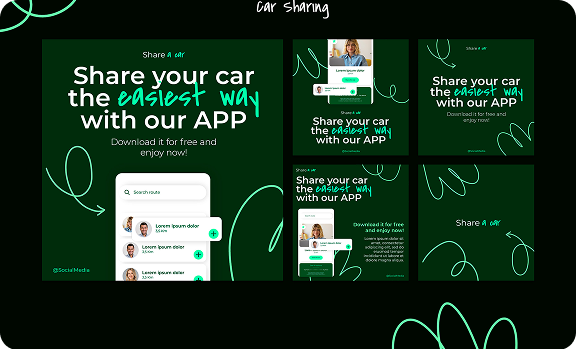 Car Sharing
Share a car
Share your car
the easiest way
with our APP
Download it for free and
enjoy now!
Search route
Lorem ipsum dolor
3,5 KM
Lorem ipsum dolor
3,5 KM
Lorem ipsum dolor
@SocialMedia
Lorem ipsum dolor
Share a car
Share your car
the easiest way
with our APP
@SocialMedia
Share a car
Share your car
the easiest way
with our APP
Download it for free
and enjoy now!
@SocialMedia
Share a car
Share your car
the easiest way
with our APP
Download it for free
and enjoy now!
Lorem ipsum dolor sit
amet, consectetur
adipiscing elit, sed do
eiusmod tempor
incididunt ut labore et
dolore magna aliqua.
@SocialMedia
Share a car